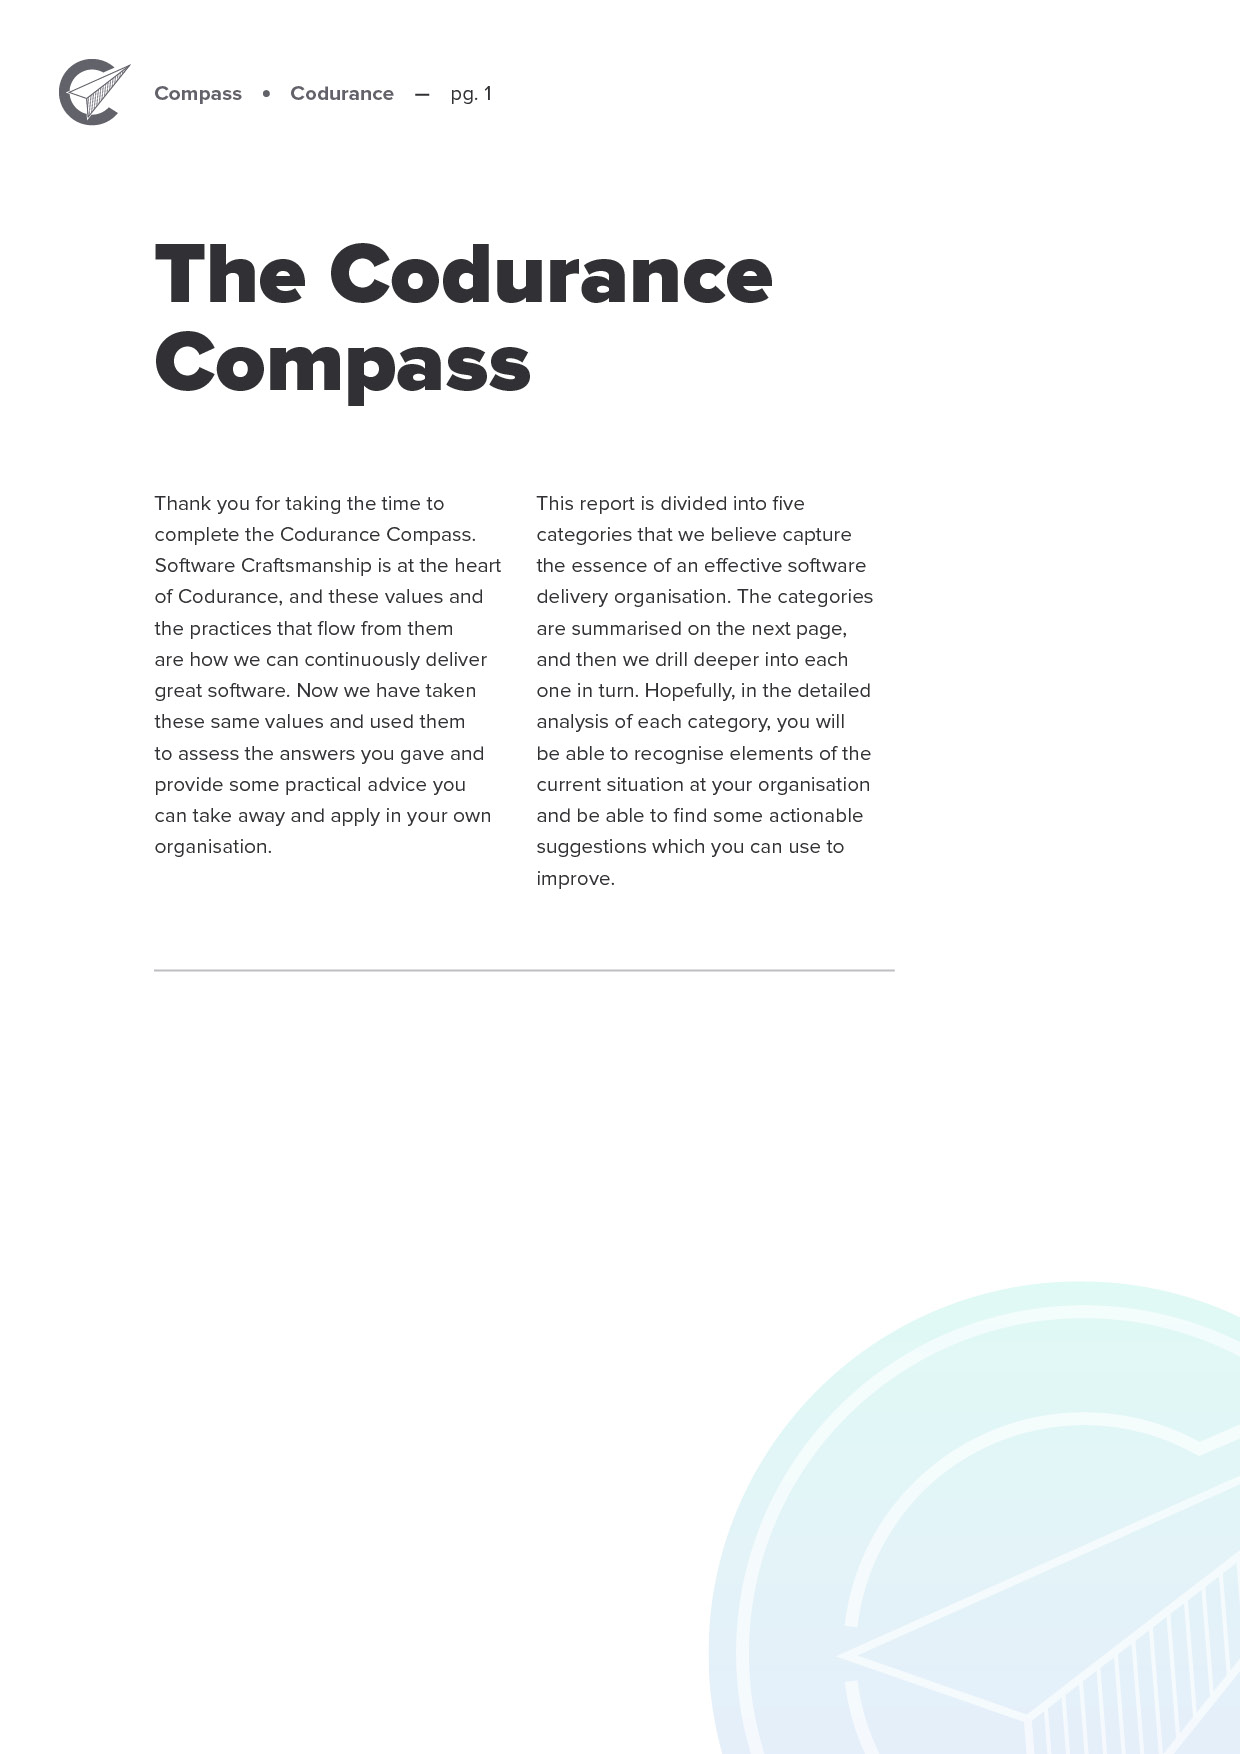 Compass • Codurance — pg. 1
The Codurance
Compass
Thank you for taking the time to
complete the Codurance Compass.
Software Craftsmanship is at the heart
of Codurance, and these values and
the practices that flow from them
are how we can continuously deliver
great software. Now we have taken
these same values and used them
to assess the answers you gave and
provide some practical advice you
can take away and apply in your own
organisation.
This report is divided into five
categories that we believe capture
the essence of an effective software
delivery organisation. The categories
are summarised on the next page,
and then we drill deeper into each
one in turn. Hopefully, in the detailed
analysis of each category, you will
be able to recognise elements of the
current situation at your organisation
and be able to find some actionable
suggestions which you can use to
improve.